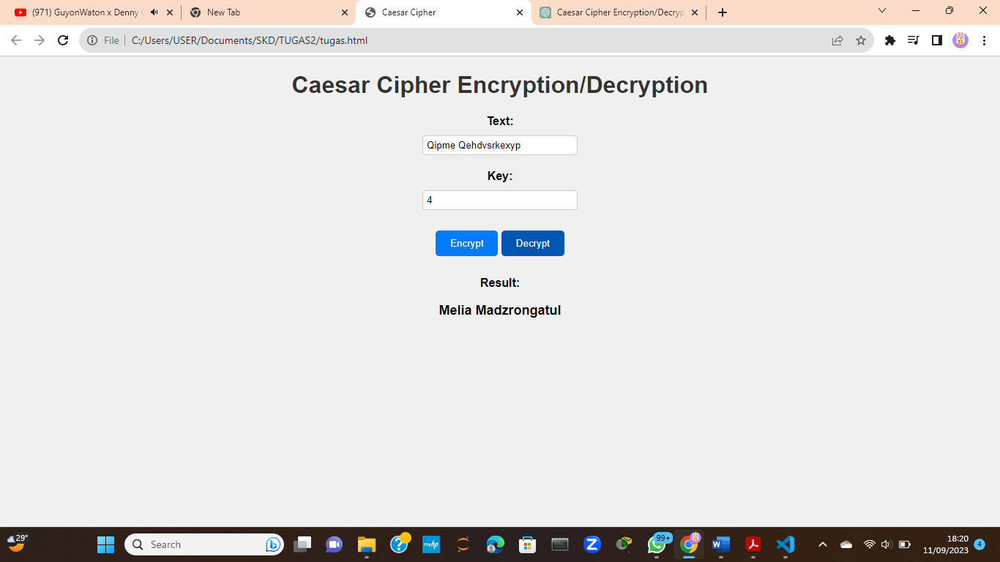 (971) GuyonWaton x Denny
New Tab
Caesar Cipher
Caesar Cipher Encryption/Decryp
File
C:/Users/USER/Documents/SKD/TUGAS2/tugas.html
Caesar Cipher Encryption/Decryption
Text:
Qipme Qehdvsrkexyp
Key:
4
Encrypt Decrypt
Result:
Melia Madzrongatul
29°
Search
myhp
Z
99+
W
18:20
11/09/2023
4